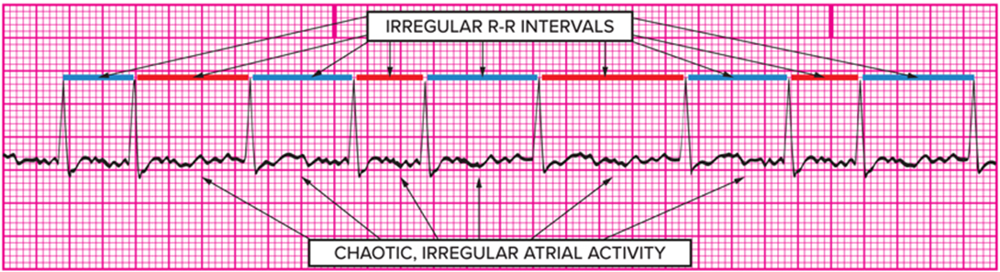 IRREGULAR R-R INTERVALS
CHAOTIC, IRREGULAR ATRIAL ACTIVITY